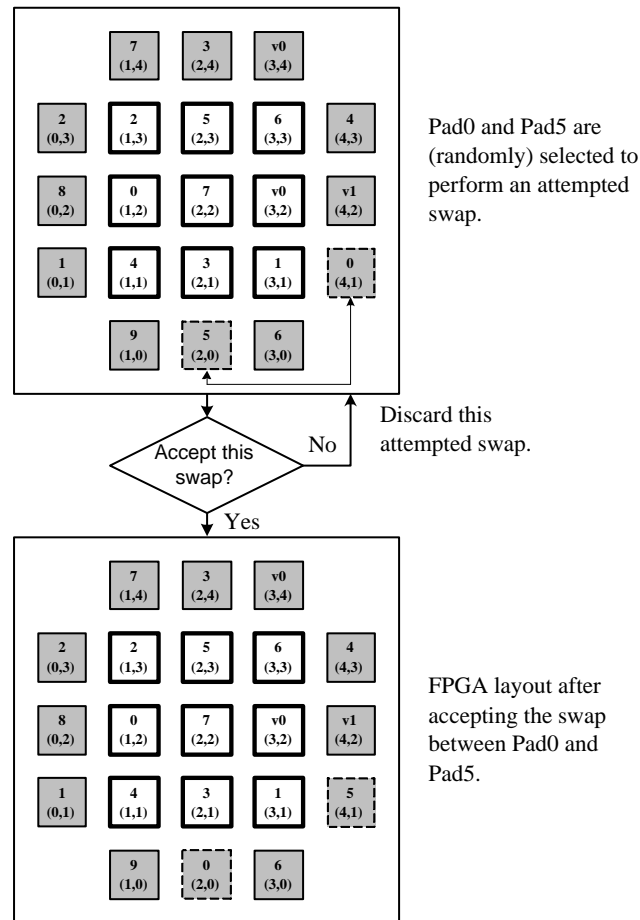 7 3 v0
(1,4) (2,4) (3,4)
2 2 5 6 4
(0,3) (1,3) (2,3) (3,3) (4,3)
8 0 7 v0 v1
(0,2) (1,2) (2,2) (3,2) (4,2)
1 4 3 1 0
(0,1) (1,1) (2,1) (3,1) (4,1)
9 5 6
(1,0) (2,0) (3,0)
Pad0 and Pad5 are
(randomly) selected to
perform an attempted
swap.
Accept this
swap?
No
Discard this
attempted swap.
Yes
7 3 v0
(1,4) (2,4) (3,4)
2 2 5 6 4
(0,3) (1,3) (2,3) (3,3) (4,3)
8 0 7 v0 v1
(0,2) (1,2) (2,2) (3,2) (4,2)
1 4 3 1 5
(0,1) (1,1) (2,1) (3,1) (4,1)
9 0 6
(1,0) (2,0) (3,0)
FPGA layout after
accepting the swap
between Pad0 and
Pad5.